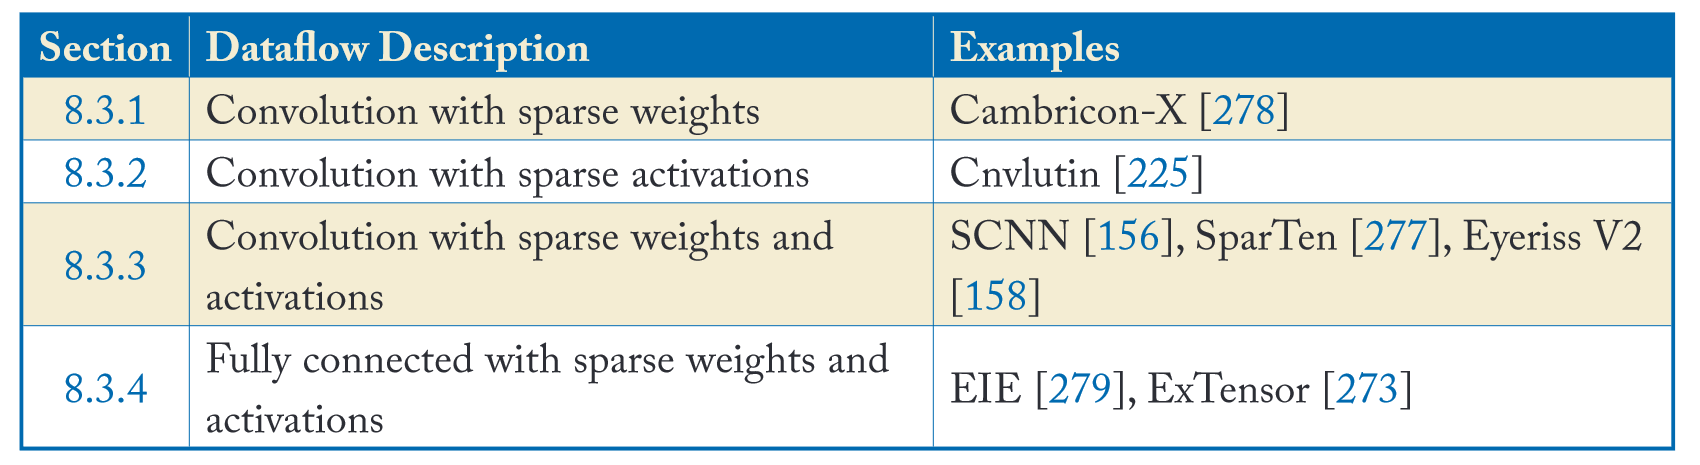 Section Dataflow Description Examples
8.3.1 Convolution with sparse weights Cambricon-X [278]
8.3.2 Convolution with sparse activations Cnvlutin [225]
8.3.3 Convolution with sparse weights and
activations SCNN [156], SparTen [277], Eyeriss V2
[158]
8.3.4 Fully connected with sparse weights and
activations EIE [279], ExTensor [273]